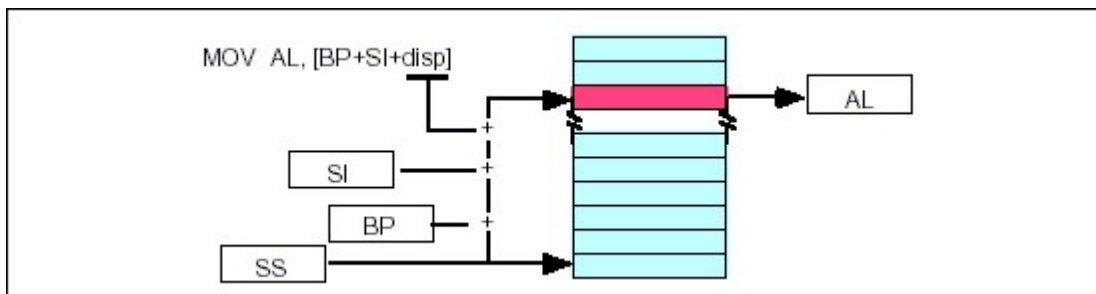 MOV AL, [BP+SI+disp]
AL
+
SI
+
BP
+
SS